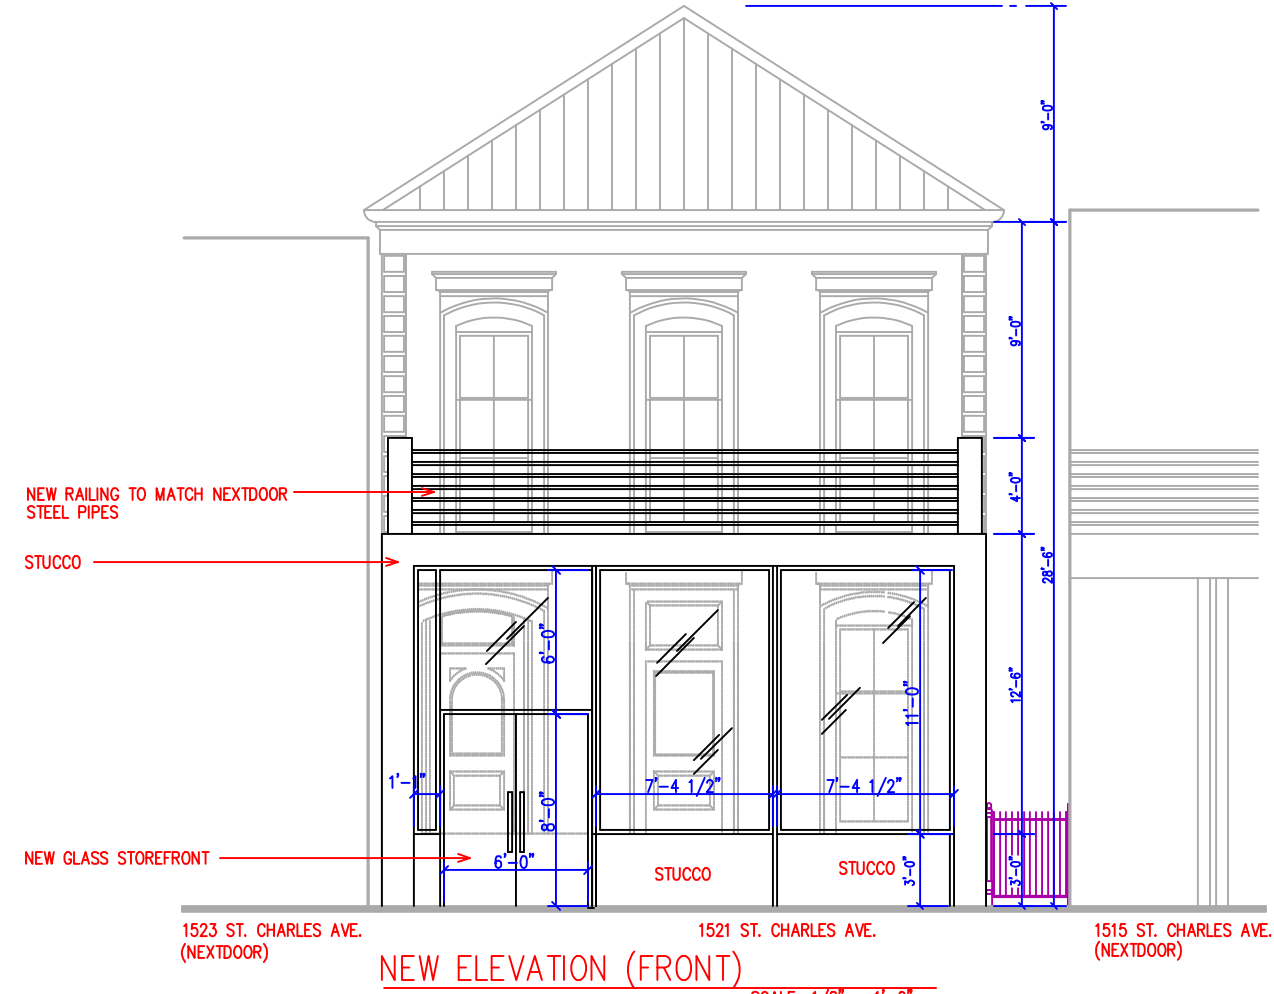 9'-0"
9'-0"
NEW RAILING TO MATCH NEXTDOOR
STEEL PIPES
4'-0"
STUCCO
28'-6"
6'-0"
12'-6"
11'-0"
1'-1"
7'-4 1/2"
7'-4 1/2"
8'-0"
NEW GLASS STOREFRONT
6'-0"
STUCCO
STUCCO
3'-0"
3'-0"
1523 ST. CHARLES AVE.
(NEXTDOOR)
1521 ST. CHARLES AVE.
1515 ST. CHARLES AVE.
(NEXTDOOR)
NEW ELEVATION (FRONT)